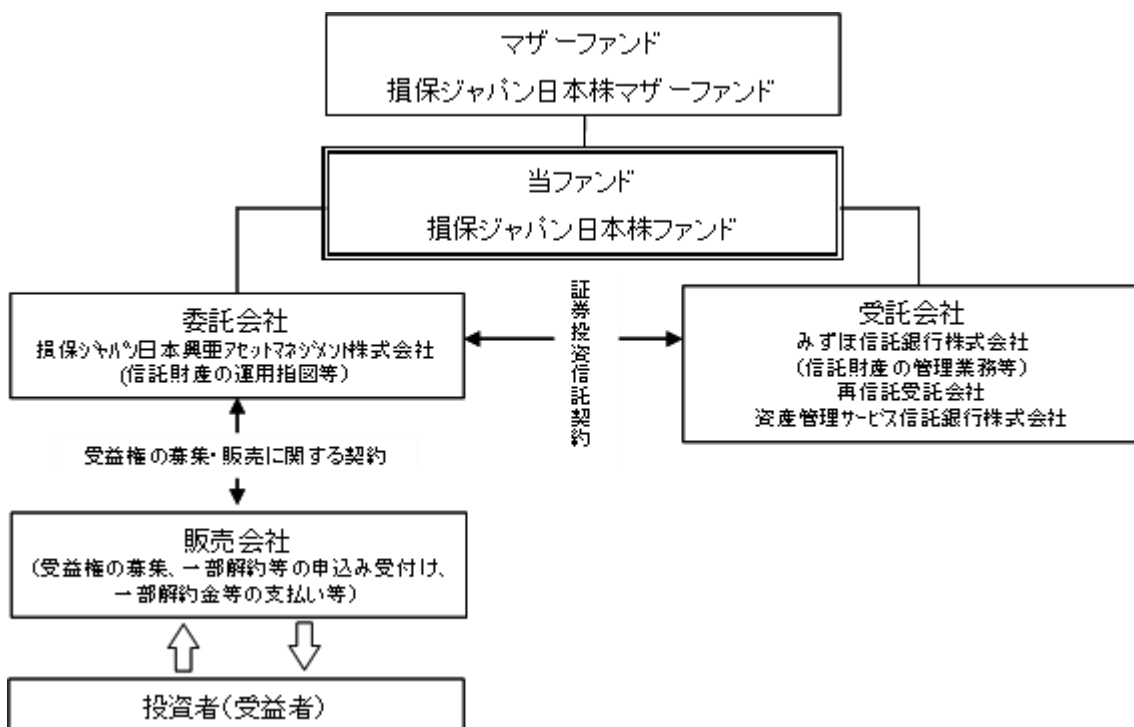 マザーファンド
損保ジャパン日本株マザーファンド
当ファンド
損保ジャパン日本株ファンド
委託会社
損保ジャパン日本興亜アセットマネジメント株式会社
(信託財産の運用指図等)
証券投資信託契約
受託会社
みずほ信託銀行株式会社
(信託財産の管理業務等)
再信託受託会社
資産管理サービス信託銀行株式会社
受益権の募集・販売に関する契約
販売会社
(受益権の募集、一部解約等の申込み受付け、
一部解約金等の支払い等)
投資者(受益者)